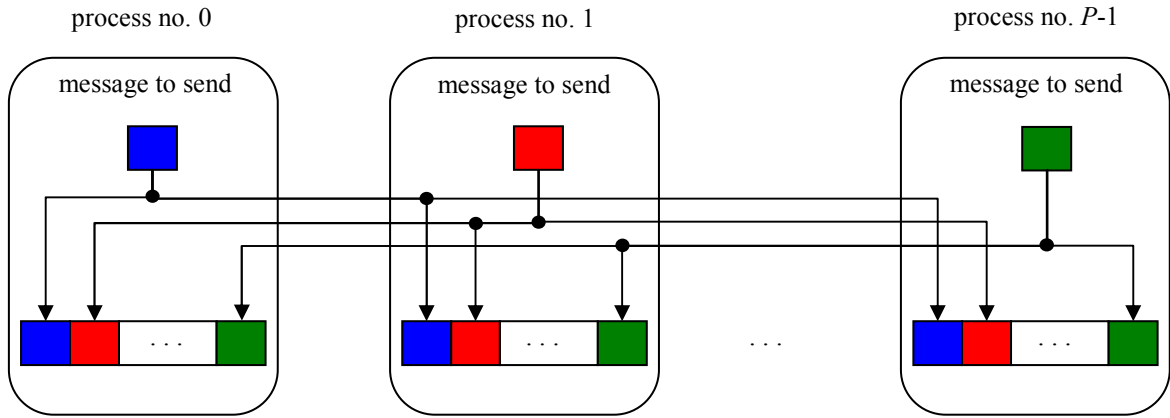 process no. 0
process no. 1
process no. P-1
message to send
message to send
message to send
. . .
. . .
. . .
. . .